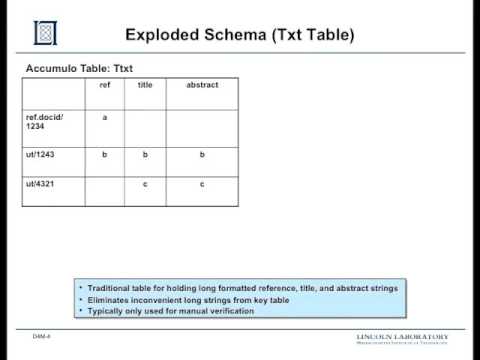 Exploded Schema (Txt Table)
Accumulo Table: Ttxt
ref title abstract
ref.docid/
1234 a
ut/1243 b b b
ut/4321 c c
• Traditional table for holding long formatted reference, title, and abstract strings
• Eliminates inconvenient long strings from key table
• Typically only used for manual verification
D4M-4
LINCOLN LABORATORY
MASSACHUSETTS INSTITUTE OF TECHNOLOGY